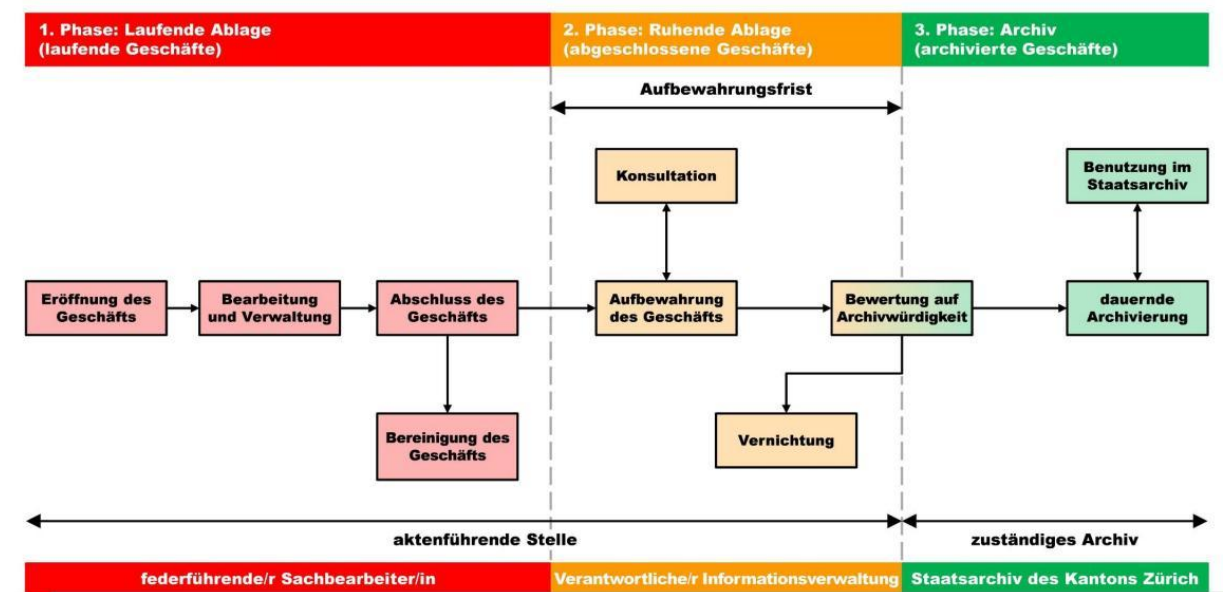 1. Phase: Laufende Ablage
(laufende Geschäfte)
2. Phase: Ruhende Ablage
(abgeschlossene Geschäfte)
3. Phase: Archiv
(archivierte Geschäfte)
Aufbewahrungsfrist
Konsultation
Benutzung im
Staatsarchiv
Eröffnung des
Geschäfts
Bearbeitung
und Verwaltung
Abschluss des
Geschäfts
Aufbewahrung
des Geschäfts
Bewertung auf
Archivwürdigkeit
dauernde
Archivierung
Bereinigung des
Geschäfts
Vernichtung
aktenführende Stelle
zuständiges Archiv
federführende/r Sachbearbeiter/in
Verantwortliche/r Informationsverwaltung
Staatsarchiv des Kantons Zürich